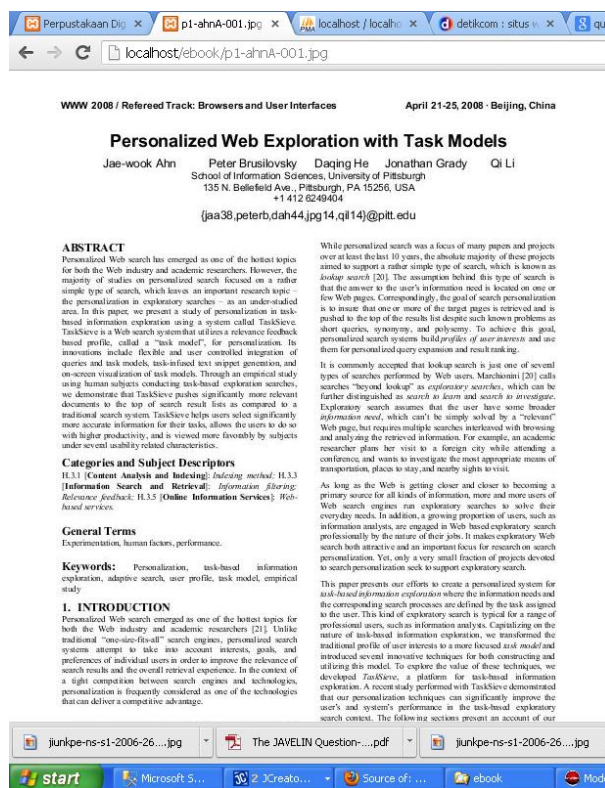 Perpustakaan Dig
p1-ahnA-001.jpg
localhost / localho
detikcom : situs w
qu
localhost/ebook/p1-ahnA-001.jpg
WWW 2008 / Refereed Track: Browsers and User Interfaces
April 21-25, 2008 · Beijing, China
Personalized Web Exploration with Task Models
Jae-wook Ahn Peter Brusilovsky Daqing He Jonathan Grady Qi Li
School of Information Sciences, University of Pittsburgh
135 N. Bellefield Ave., Pittsburgh, PA 15256, USA
+1 412 6249404
{jaa38,peterb,dah44,jpg14,qil14}@pitt.edu
ABSTRACT
Personalized Web search has emerged as one of the hottest topics
for both the Web industry and academic researchers. However, the
majority of studies on personalized search focused on a rather
simple type of search, which leaves an important research topic –
the personalization in exploratory searches – as an under-studied
area. In this paper, we present a study of personalization in task-
based information exploration using a system called TaskSieve.
TaskSieve is a Web search system that utilizes a relevance feedback
based profile, called a "task model", for personalization. Its
innovations include flexible and user controlled integration of
queries and task models, task-infused text snippet generation, and
on-screen visualization of task models. Through an empirical study
using human subjects conducting task-based exploration searches,
we demonstrate that TaskSieve pushes significantly more relevant
documents to the top of search result lists as compared to a
traditional search system. TaskSieve helps users select significantly
more accurate information for their tasks, allows the users to do so
with higher productivity, and is viewed more favorably by subjects
under several usability related characteristics.
Categories and Subject Descriptors
H.3.1 [Content Analysis and Indexing]: Indexing method; H.3.3
[Information Search and Retrieval]: Information filtering;
Relevance feedback; H.3.5 [Online Information Services]: Web-
based services.
General Terms
Experimentation, human factors, performance.
Keywords: Personalization, task-based information
exploration, adaptive search, user profile, task model, empirical
study
1. INTRODUCTION
Personalized Web search emerged as one of the hottest topics for
both the Web industry and academic researchers [21]. Unlike
traditional "one-size-fits-all" search engines, personalized search
systems attempt to take into account interests, goals, and
preferences of individual users in order to improve the relevance of
search results and the overall retrieval experience. In the context of
a tight competition between search engines and technologies,
personalization is frequently considered as one of the technologies
that can deliver a competitive advantage.
While personalized search was a focus of many papers and projects
over at least the last 10 years, the absolute majority of these projects
aimed to support a rather simple type of search, which is known as
lookup search [20]. The assumption behind this type of search is
that the answer to the user's information need is located on one or
few Web pages. Correspondingly, the goal of search personalization
is to insure that one or more of the target pages is retrieved and is
pushed to the top of the results list despite such known problems as
short queries, synonymy, and polysemy. To achieve this goal,
personalized search systems build profiles of user interests and use
them for personalized query expansion and result ranking.
It is commonly accepted that lookup search is just one of several
types of searches performed by Web users. Marchionini [20] calls
searches "beyond lookup" as exploratory searches, which can be
further distinguished as search to learn and search to investigate.
Exploratory search assumes that the user has some broader
information need, which can't be simply solved by a "relevant"
Web page, but requires multiple searches interleaved with browsing
and analyzing the retrieved information. For example, an academic
researcher plans her visit to a foreign city while attending a
conference, and wants to investigate the most appropriate means of
transportation, places to stay, and nearby sights to visit.
As long as the Web is getting closer and closer to becoming a
primary source for all kinds of information, more and more users of
Web search engines run exploratory searches to solve their
everyday needs. In addition, a growing proportion of users, such as
information analysts, are engaged in Web based exploratory search
professionally by the nature of their jobs. It makes exploratory Web
search both attractive and an important focus for research on search
personalization. Yet, only a very small fraction of projects devoted
to search personalization seek to support exploratory search.
This paper presents our efforts to create a personalized system for
task-based information exploration where the information needs and
the corresponding search processes are defined by the task assigned
to the user. This kind of exploratory search is typical for a range of
professional users, such as information analysts. Capitalizing on the
nature of task-based information exploration, we transformed the
traditional profile of user interests to a more focused task model and
introduced several innovative techniques for both constructing and
utilizing this model. To explore the value of these techniques, we
developed TaskSieve, a platform for task-based information
exploration. A recent study performed with TaskSieve demonstrated
that our personalization techniques can significantly improve the
user's and system's performance in the task-based exploratory
search context. The following sections present an account of our
jiunkpe-ns-s1-2006-26....jpg
The JAVELIN Question-....pdf
jiunkpe-ns-s1-2006-26....jpg
start
Microsoft S...
2 JCreato...
Source of: ...
ebook
Mod